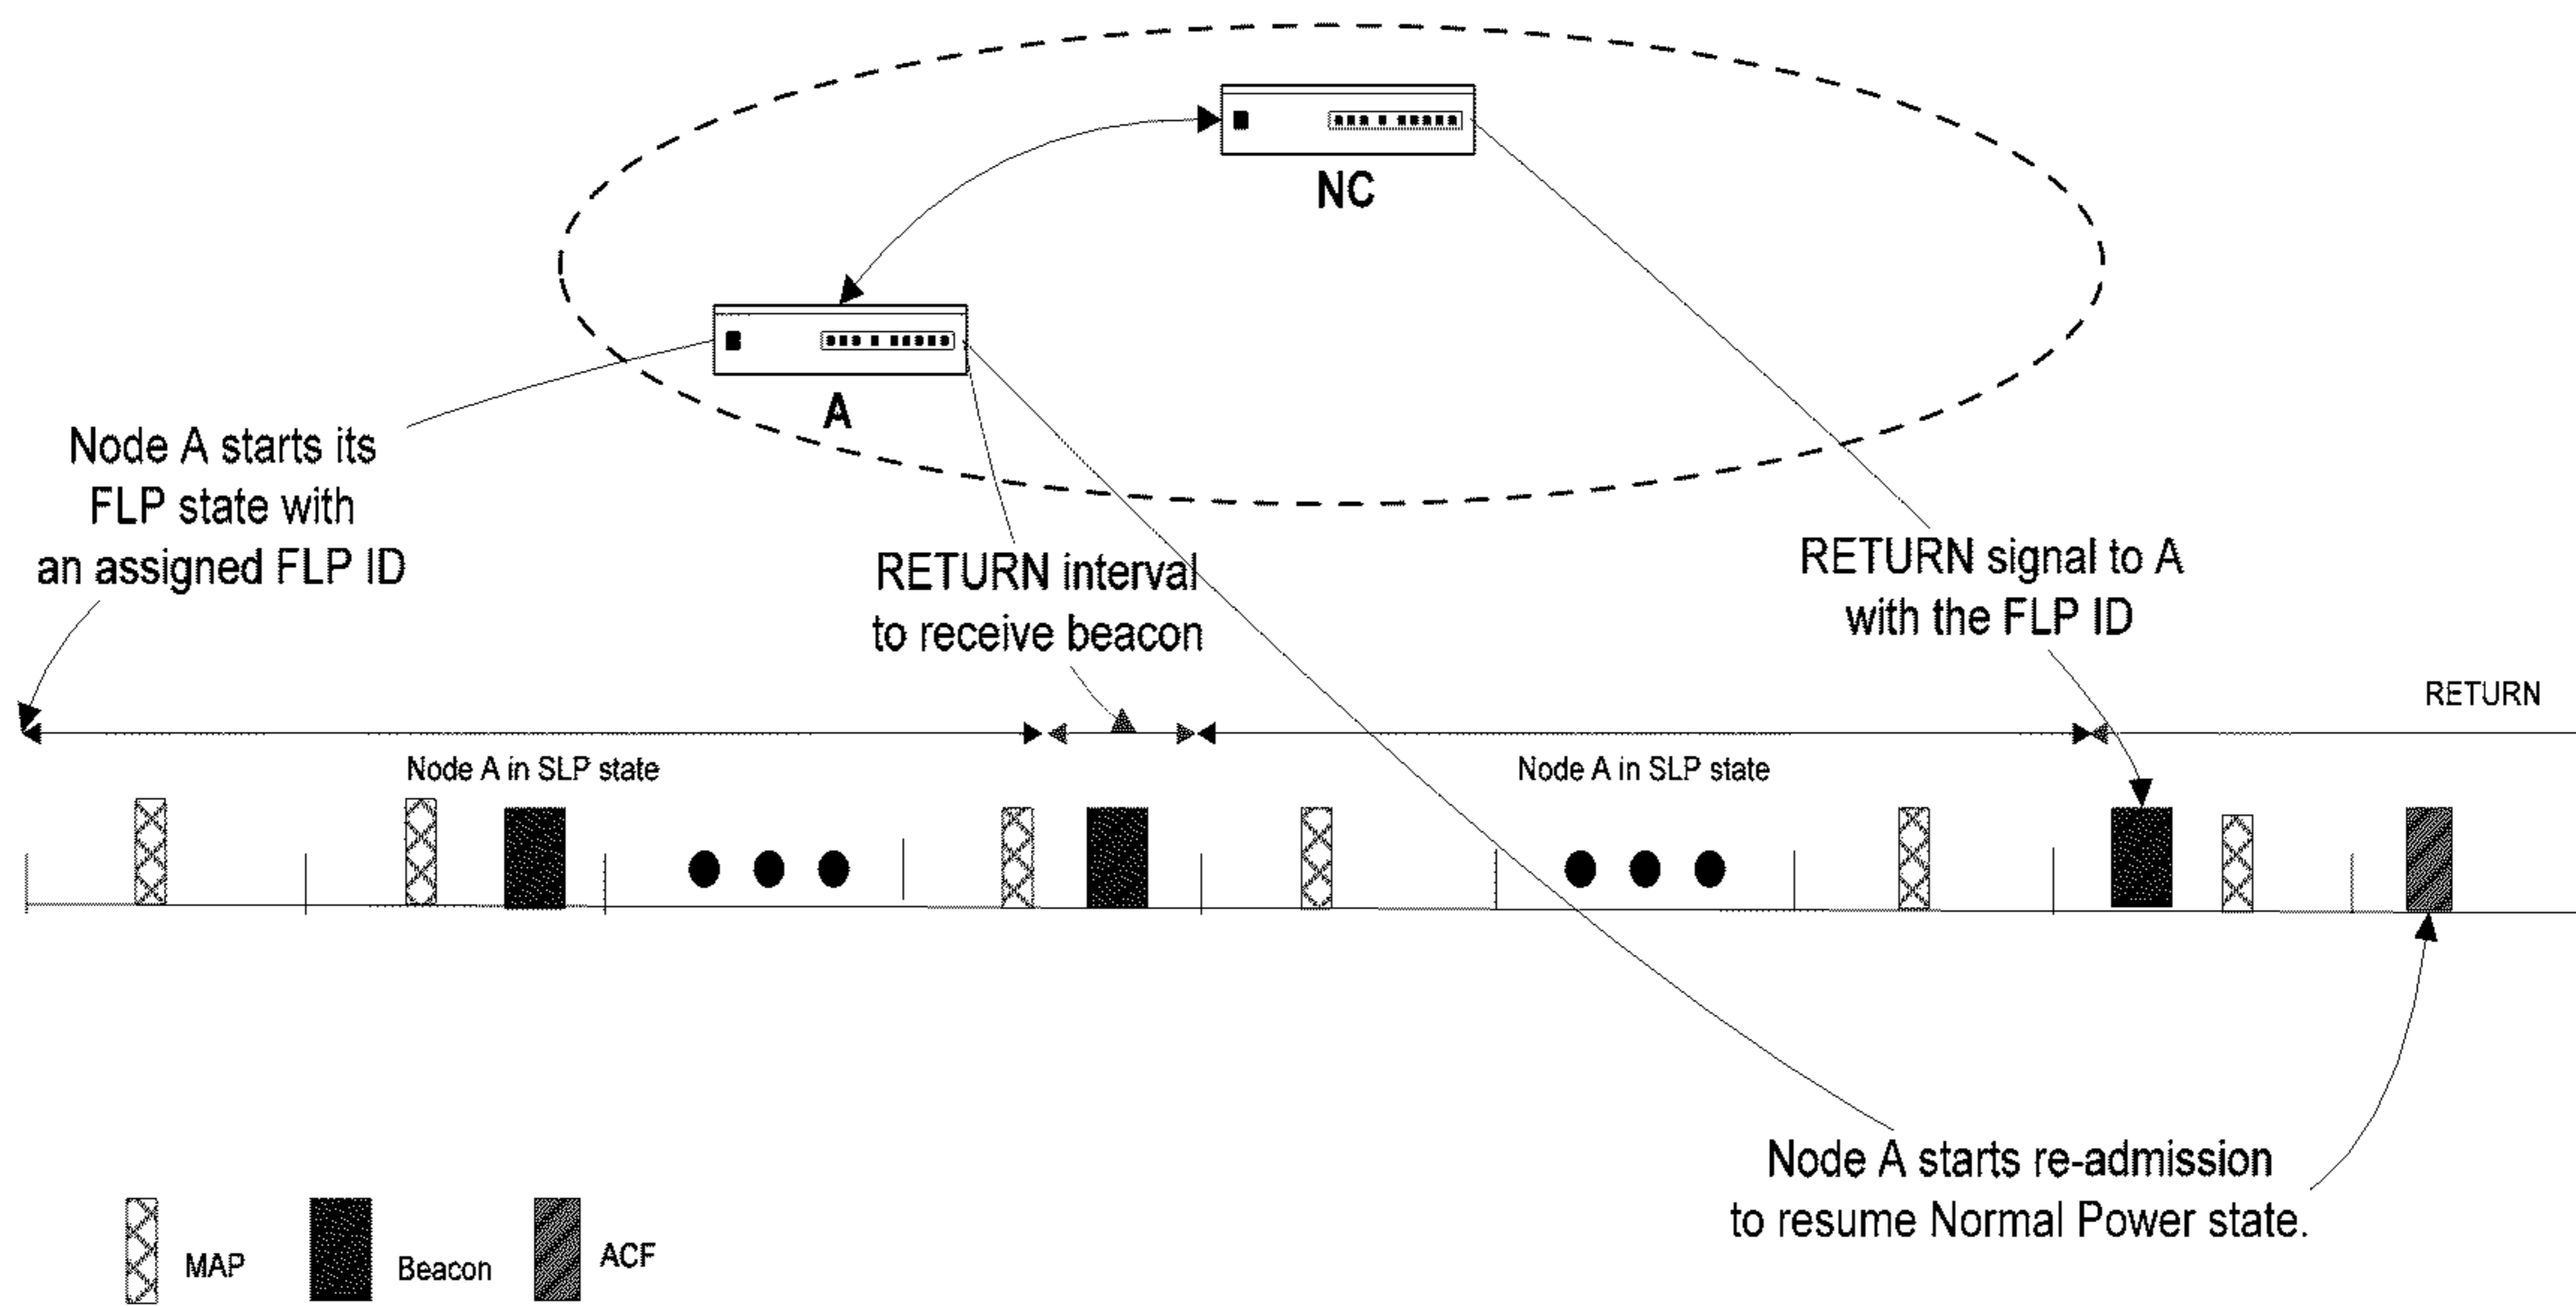 NC
A
Node A starts its
FLP state with
an assigned FLP ID
RETURN interval
to receive beacon
RETURN signal to A
with the FLP ID
RETURN
Node A in SLP state
Node A in SLP state
Node A starts re-admission
to resume Normal Power state.
MAP
Beacon
ACF